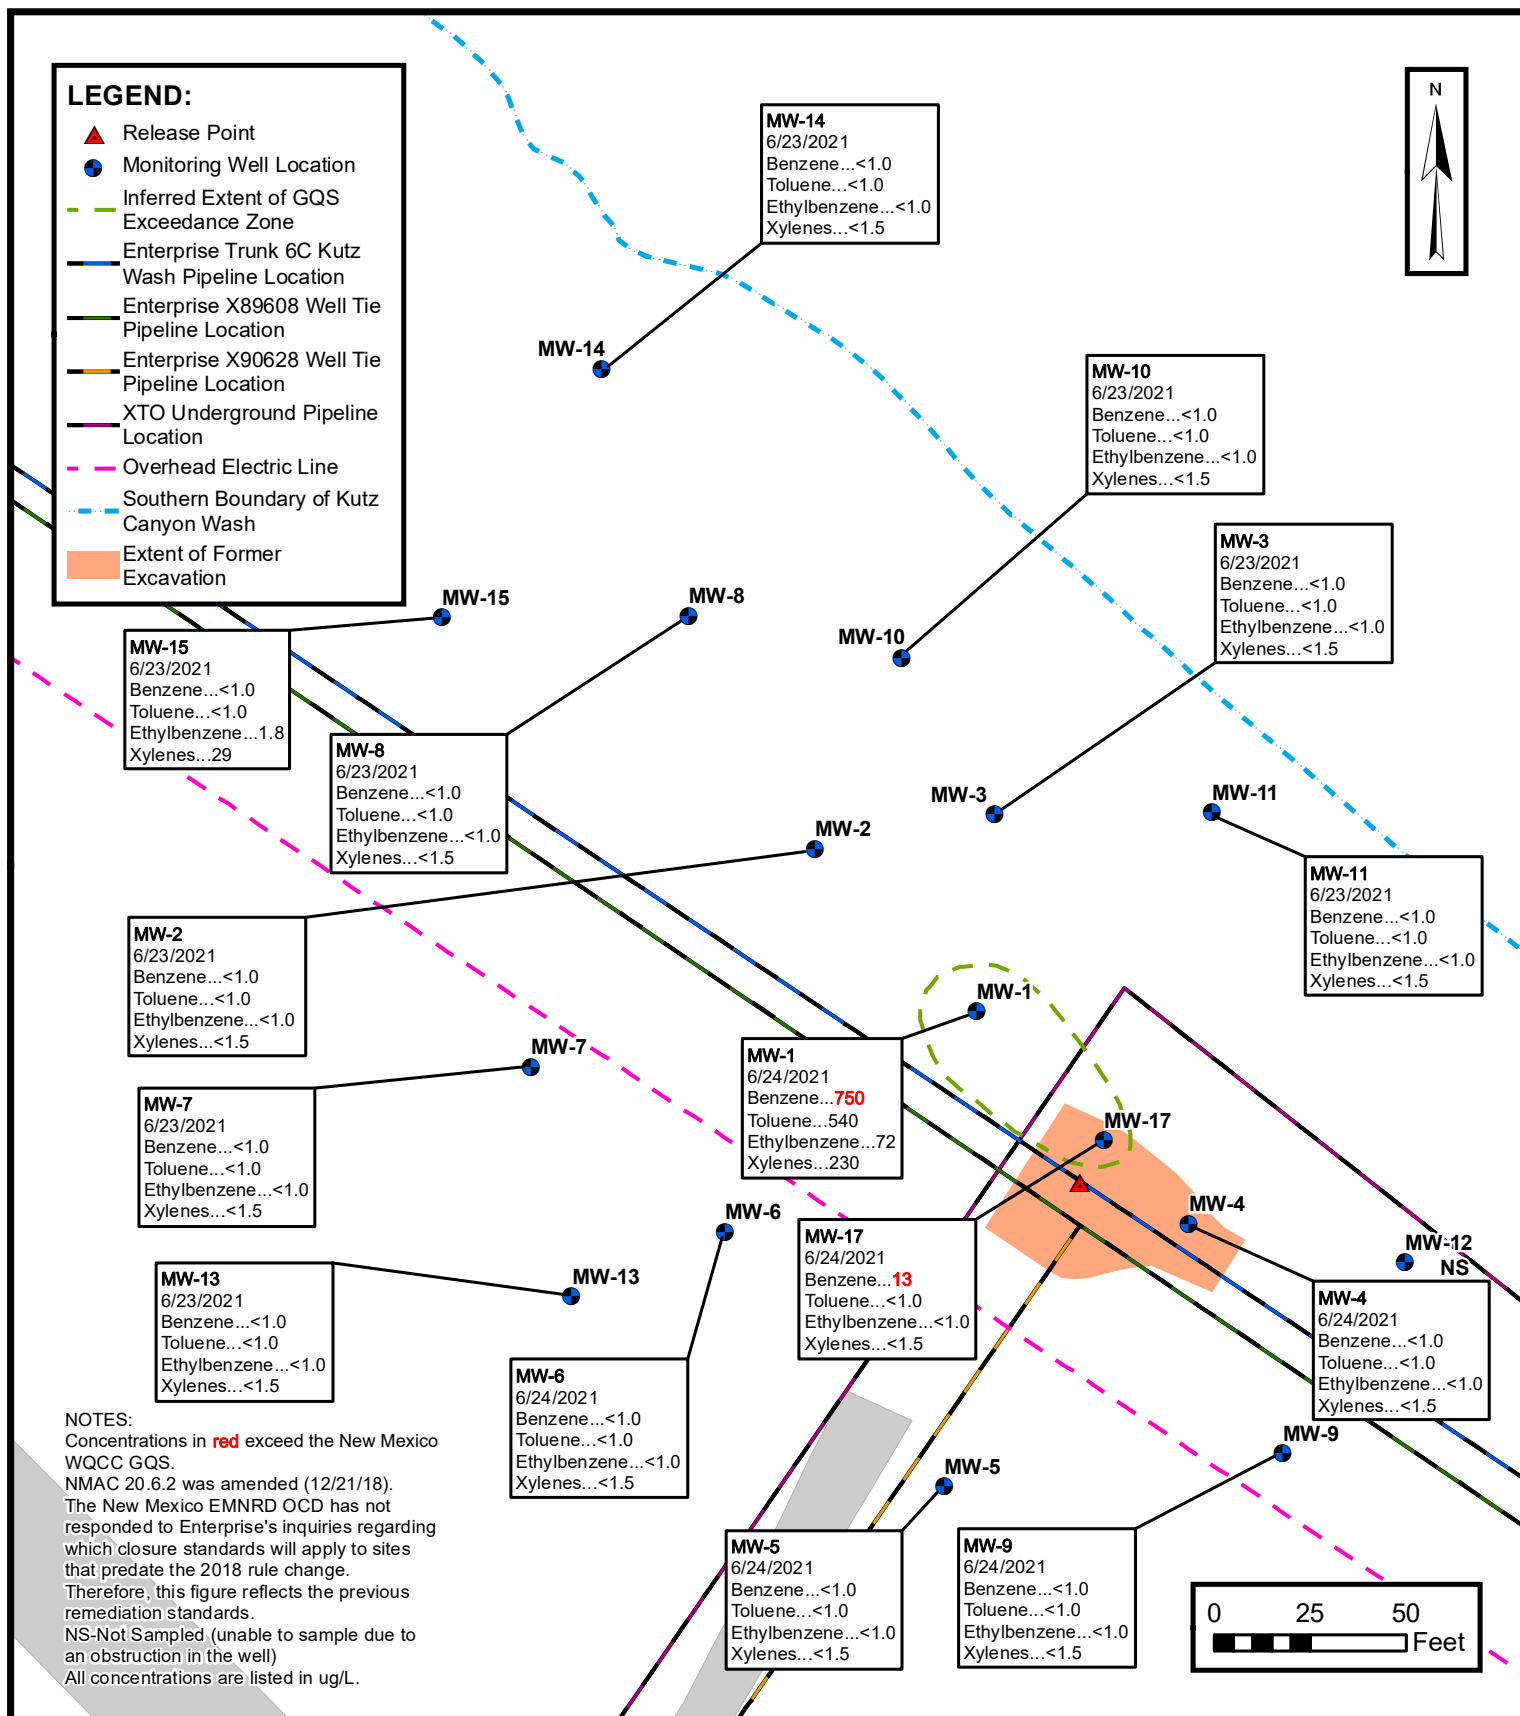 LEGEND:
Release Point
Monitoring Well Location
Inferred Extent of GQS
Exceedance Zone
Enterprise Trunk 6C Kutz
Wash Pipeline Location
Enterprise X89608 Well Tie
Pipeline Location
Enterprise X90628 Well Tie
Pipeline Location
XTO Underground Pipeline
Location
Overhead Electric Line
Southern Boundary of Kutz
Canyon Wash
Extent of Former
Excavation
N
MW-14
6/23/2021
Benzene...<1.0
Toluene...<1.0
Ethylbenzene...<1.0
Xylenes...<1.5
MW-14
MW-10
6/23/2021
Benzene...<1.0
Toluene...<1.0
Ethylbenzene...<1.0
Xylenes...<1.5
MW-3
6/23/2021
Benzene...<1.0
Toluene...<1.0
Ethylbenzene...<1.0
Xylenes...<1.5
MW-15
MW-8
MW-10
MW-15
6/23/2021
Benzene...<1.0
Toluene...<1.0
Ethylbenzene...1.8
Xylenes...29
MW-8
6/23/2021
Benzene...<1.0
Toluene...<1.0
Ethylbenzene...<1.0
Xylenes...<1.5
MW-3
MW-11
MW-2
MW-11
6/23/2021
Benzene...<1.0
Toluene...<1.0
Ethylbenzene...<1.0
Xylenes...<1.5
MW-2
6/23/2021
Benzene...<1.0
Toluene...<1.0
Ethylbenzene...<1.0
Xylenes...<1.5
MW-1
MW-7
MW-1
6/24/2021
Benzene...750
Toluene...540
Ethylbenzene...72
Xylenes...230
MW-7
6/23/2021
Benzene...<1.0
Toluene...<1.0
Ethylbenzene...<1.0
Xylenes...<1.5
MW-17
MW-6
MW-4
MW-17
6/24/2021
Benzene...13
Toluene...<1.0
Ethylbenzene...<1.0
Xylenes...<1.5
MW-12
NS
MW-13
6/23/2021
Benzene...<1.0
Toluene...<1.0
Ethylbenzene...<1.0
Xylenes...<1.5
MW-13
MW-4
6/24/2021
Benzene...<1.0
Toluene...<1.0
Ethylbenzene...<1.0
Xylenes...<1.5
MW-6
6/24/2021
Benzene...<1.0
Toluene...<1.0
Ethylbenzene...<1.0
Xylenes...<1.5
MW-9
MW-5
NOTES:
Concentrations in red exceed the New Mexico
WQCC GQS.
NMAC 20.6.2 was amended (12/21/18).
The New Mexico EMNRD OCD has not
responded to Enterprise's inquiries regarding
which closure standards will apply to sites
that predate the 2018 rule change.
Therefore, this figure reflects the previous
remediation standards.
NS-Not Sampled (unable to sample due to
an obstruction in the well)
All concentrations are listed in ug/L.
MW-5
6/24/2021
Benzene...<1.0
Toluene...<1.0
Ethylbenzene...<1.0
Xylenes...<1.5
MW-9
6/24/2021
Benzene...<1.0
Toluene...<1.0
Ethylbenzene...<1.0
Xylenes...<1.5
0 25 50
Feet